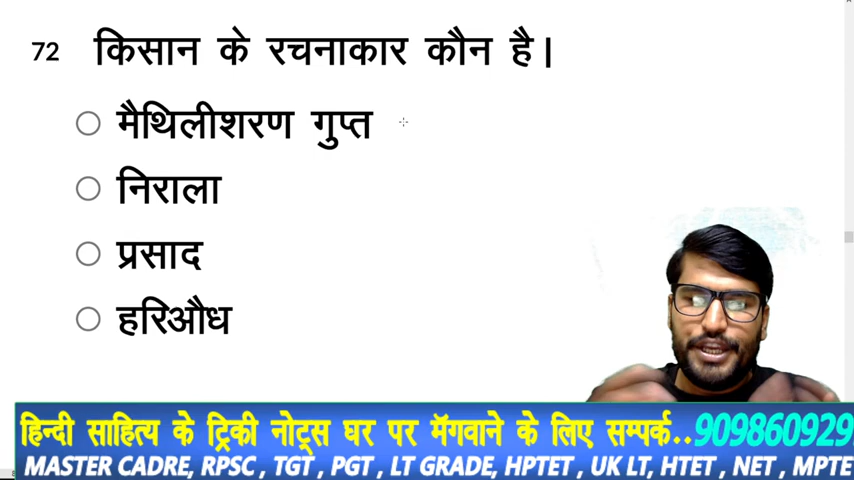 72 किसान के रचनाकार कौन है|
मैथिलीशरण गुप्त
निराला
प्रसाद
हरिऔध
हिन्दी साहित्य के ट्रिकी नोट्स घर पर मॅगवाने के लिए सम्पर्क..909860929
MASTER CADRE, RPSC , TGT , PGT , LT GRADE, HPTET , UK LT, HTET , NET , MPTE